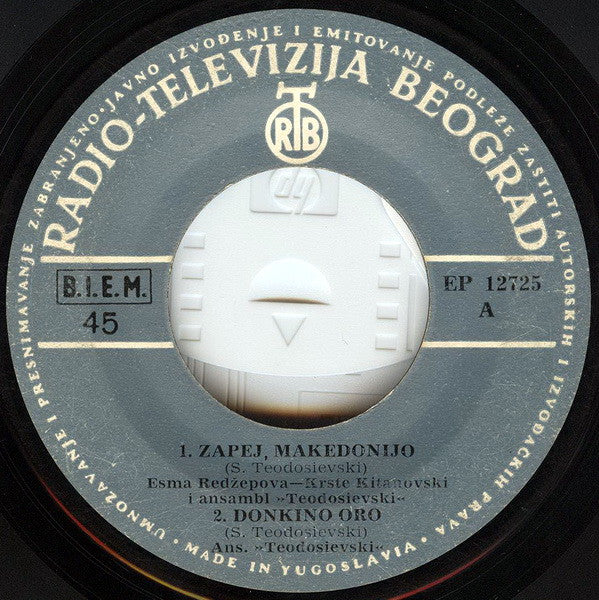 UMNOŽAVANJE I PRESNIMAVANJE ZABRANJENO · JAVNO IZVOĐENJE I EMITOVANJE PODLEŽE ZAŠTITI AUTORSKIH I IZVOĐAČKIH PRAVA ·
RADIO-TELEVIZIJA BEOGRAD
RTB
hp
B.I.E.M.
45
EP 12725
A
1. ZAPEJ, MAKEDONIJO
(S. Teodosievski)
Esma Redžepova—Krste Kitanovski
i ansambl »Teodosievski«
2. DONKINO ORO
(S. Teodosievski)
Ans. »Teodosievski«
MADE IN YUGOSLAVIA